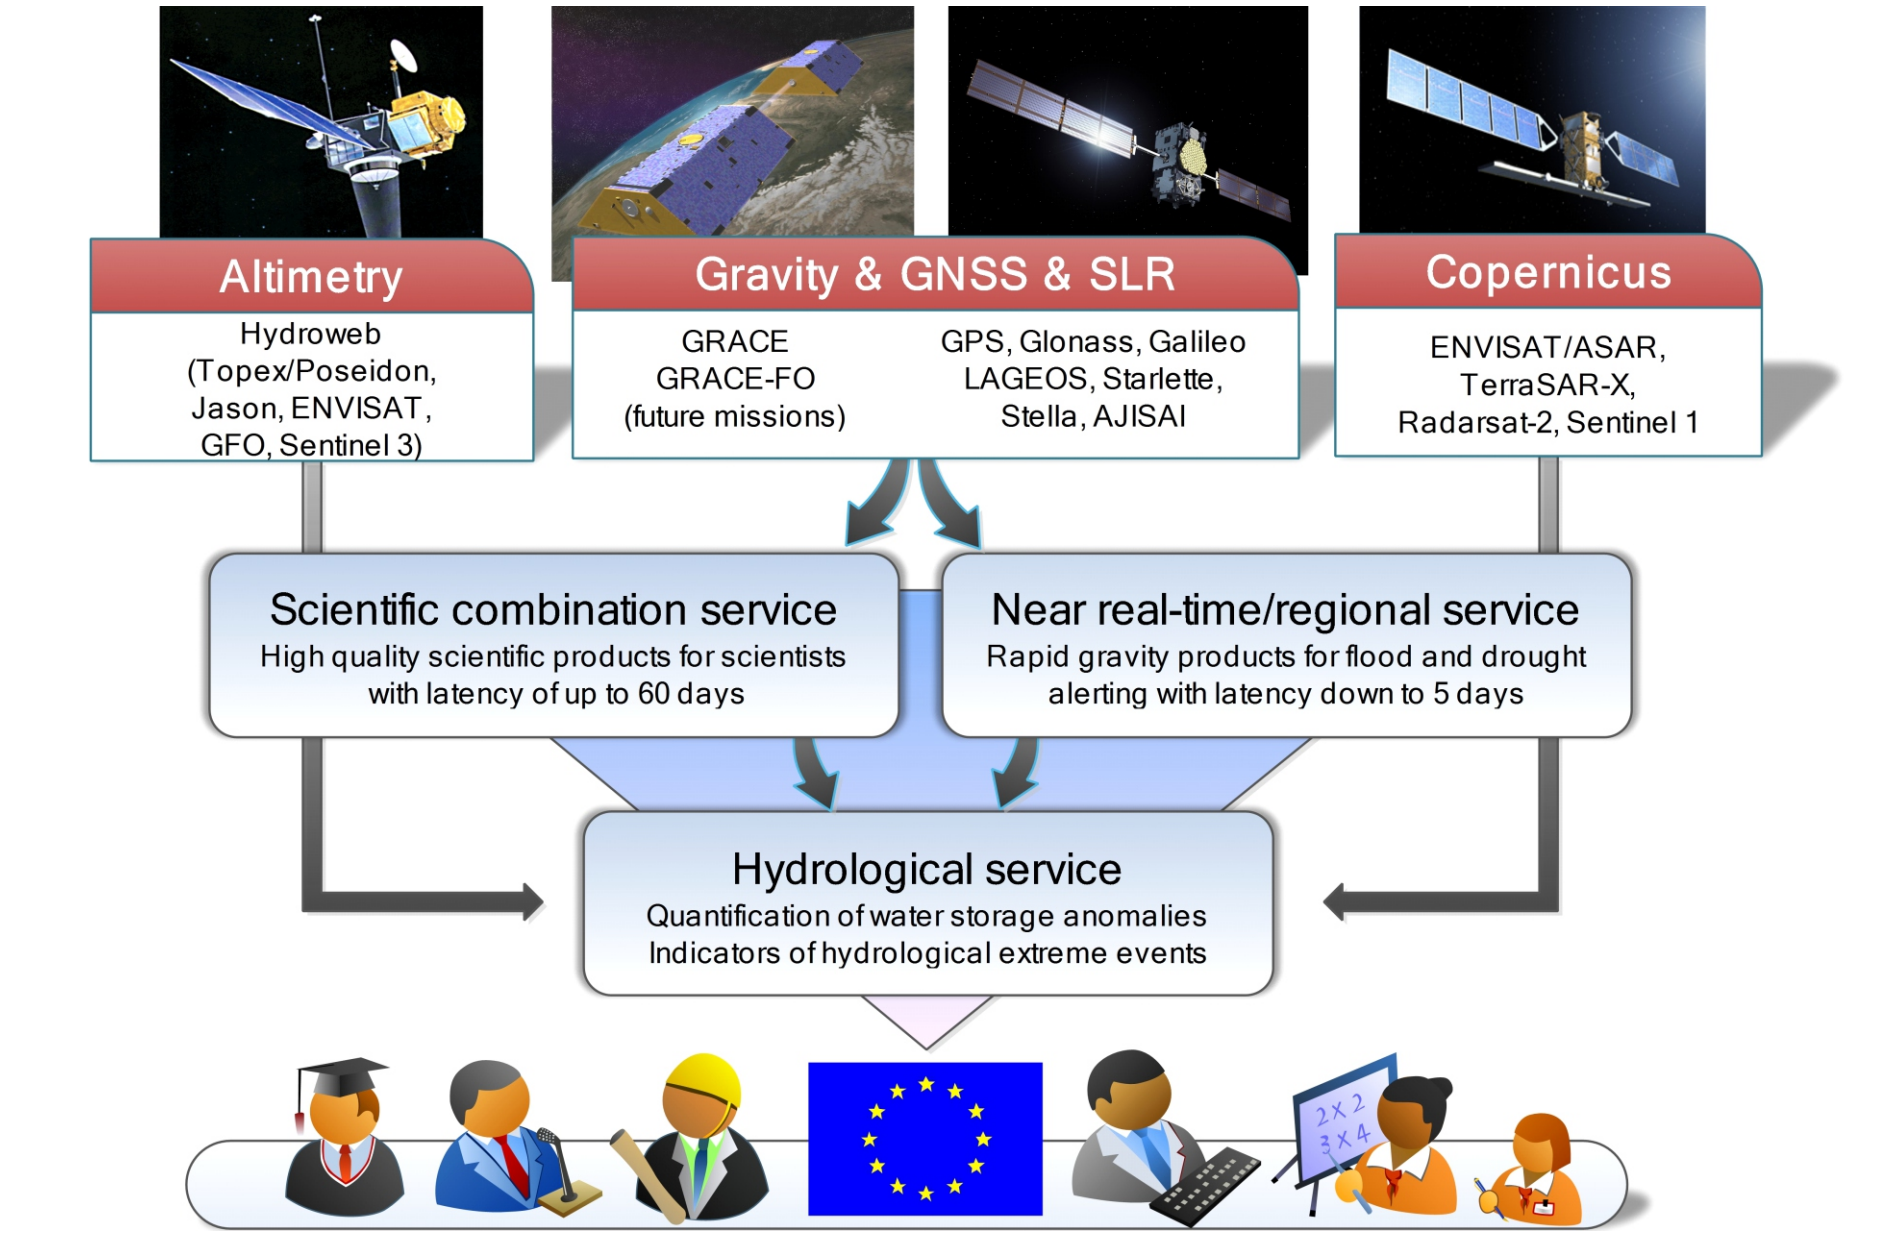 Altimetry
Hydroweb
(Topex/Poseidon,
Jason, ENVISAT,
GFO, Sentinel 3)
Gravity & GNSS & SLR
GRACE
GRACE-FO
(future missions)
GPS, Glonass, Galileo
LAGEOS, Starlette,
Stella, AJISAI
Copernicus
ENVISAT/ASAR,
TerraSAR-X,
Radarsat-2, Sentinel 1
Scientific combination service
High quality scientific products for scientists
with latency of up to 60 days
Near real-time/regional service
Rapid gravity products for flood and drought
alerting with latency down to 5 days
Hydrological service
Quantification of water storage anomalies
Indicators of hydrological extreme events
2 X 2
3 X 4